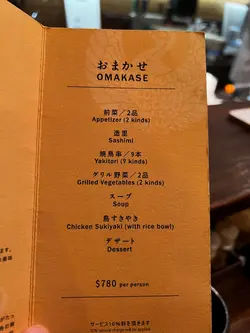 おまかせ
OMAKASE
前菜／2品
Appetizer (2 kinds)
造里
Sashimi
焼鳥串／9本
Yakitori (9 kinds)
グリル野菜／2品
Grilled Vegetables (2 kinds)
スープ
Soup
鳥すきやき
Chicken Sukiyaki (with rice bowl)
デザート
Dessert
$780 per person